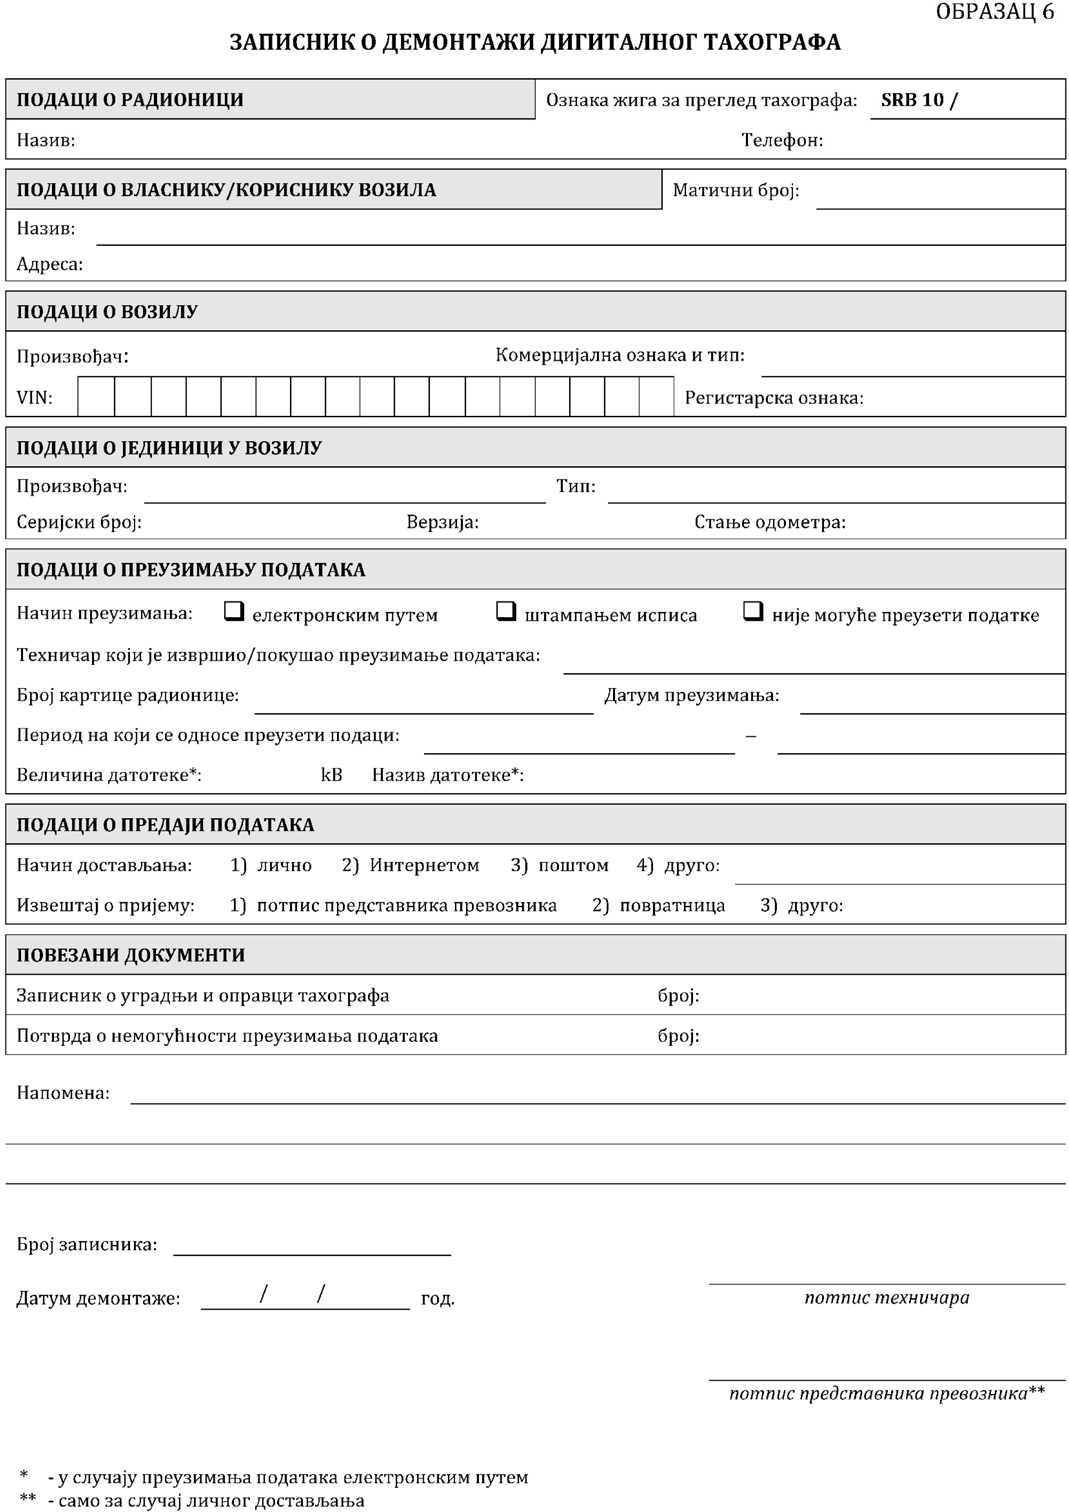 ОБРАЗАЦ 6
ЗАПИСНИК О ДЕМОНТАЖИ ДИГИТАЛНОГ ТАХОГРАФА
ПОДАЦИ О РАДИОНИЦИ Ознака жига за преглед тахографа: SRB 10 /
Назив: Телефон:
ПОДАЦИ О ВЛАСНИКУ/КОРИСНИКУ ВОЗИЛА Матични број:
Назив:
Адреса:
ПОДАЦИ О ВОЗИЛУ
Произвођач: Комерцијална ознака и тип:
VIN: Регистарска ознака:
ПОДАЦИ О ЈЕДИНИЦИ У ВОЗИЛУ
Произвођач: Тип:
Серијски број: Верзија: Стање одометра:
ПОДАЦИ О ПРЕУЗИМАЊУ ПОДАТАКА
Начин преузимања: ❑ електронским путем ❑ штампањем исписа ❑ није могуће преузети податке
Техничар који је извршио/покушао преузимање података:
Број картице радионице: Датум преузимања:
Период на који се односе преузети подаци: –
Величина датотеке*: kB Назив датотеке*:
ПОДАЦИ О ПРЕДАЈИ ПОДАТАКА
Начин достављања: 1) лично 2) Интернетом 3) поштом 4) друго:
Извештај о пријему: 1) потпис представника превозника 2) повратница 3) друго:
ПОВЕЗАНИ ДОКУМЕНТИ
Записник о уградњи и оправци тахографа број:
Потврда о немогућности преузимања података број:
Напомена:
Број записника:
Датум демонтаже: / / год.
потпис техничара
потпис представника превозника**
* - у случају преузимања података електронским путем
** - само за случај личног достављања